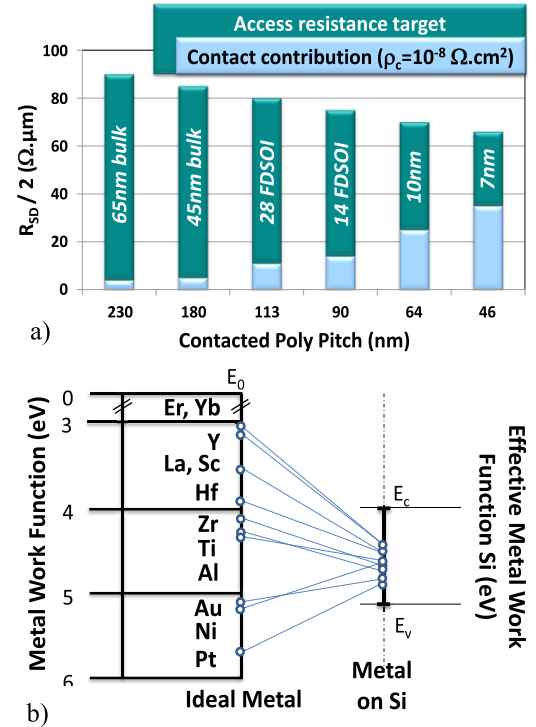 a)
Access resistance target
Contact contribution (ρc=10-8 Ω.cm2)
100
80
60
40
20
0
RSD/ 2 (Ω.µm)
65nm bulk
45nm bulk
28 FDSOI
14 FDSOI
10nm
7nm
230 180 113 90 64 46
Contacted Poly Pitch (nm)
b)
Metal Work Function (eV)
0
3
4
5
6
E0
Er, Yb
Y
La, Sc
Hf
Zr
Ti
Al
Au
Ni
Pt
Ideal Metal
Ec
Ev
Metal
on Si
Effective Metal Work
Function Si (eV)